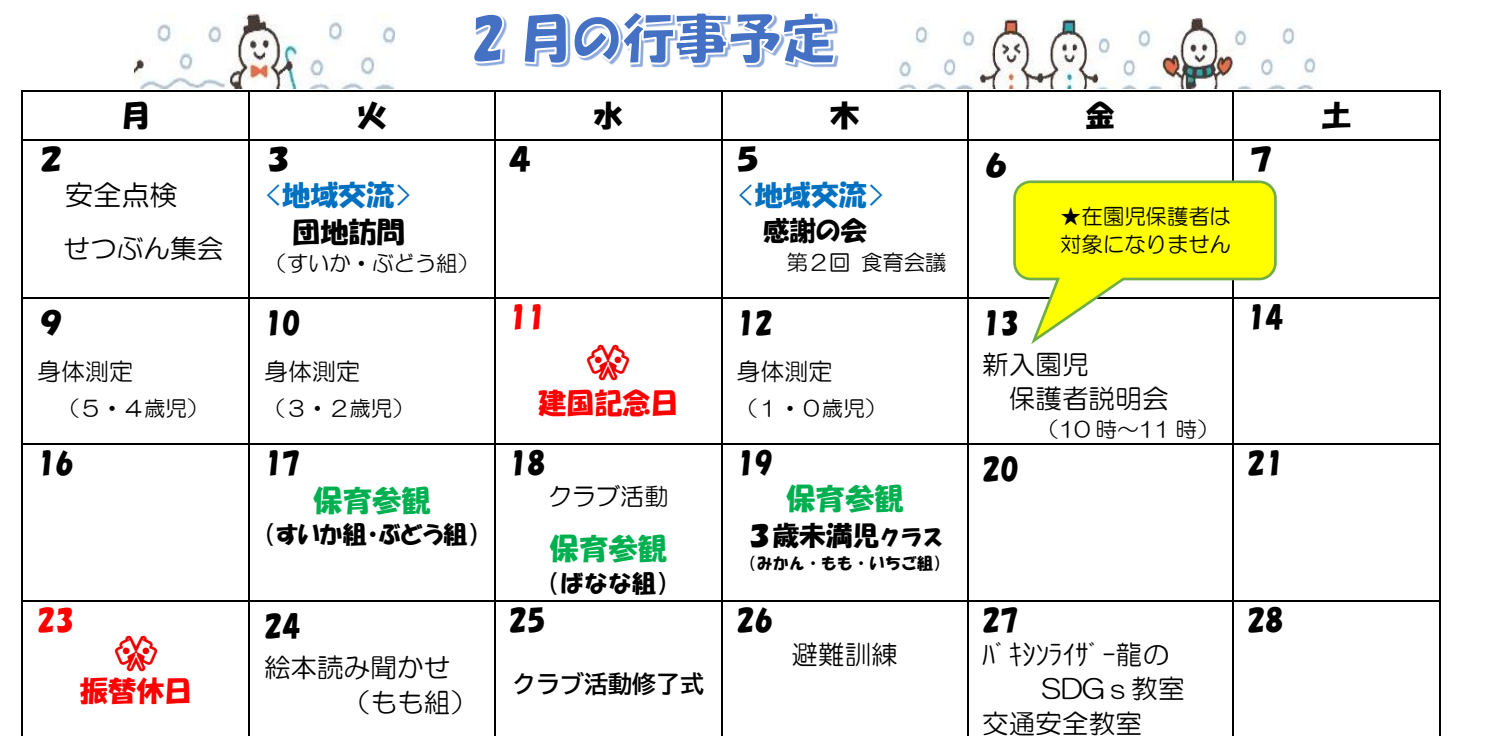 2月の行事予定
月 火 水 木 金 土
2
安全点検
せつぶん集会
3
<地域交流>
団地訪問
（すいか・ぶどう組）
4
5
<地域交流>
感謝の会
第2回 食育会議
6
7
★在園児保護者は
対象になりません
9
身体測定
（5・4歳児）
10
身体測定
（3・2歳児）
11
建国記念日
12
身体測定
（1・0歳児）
13
新入園児
保護者説明会
（10時～11時）
14
16
17
保育参観
（すいか組・ぶどう組）
18
クラブ活動
保育参観
（ばなな組）
19
保育参観
3歳未満児クラス
（みかん・もも・いちご組）
20
21
23
振替休日
24
絵本読み聞かせ
（もも組）
25
クラブ活動修了式
26
避難訓練
27
ﾊﾞｷｼﾝﾗｲｻﾞｰ龍の
SDGｓ教室
交通安全教室
28